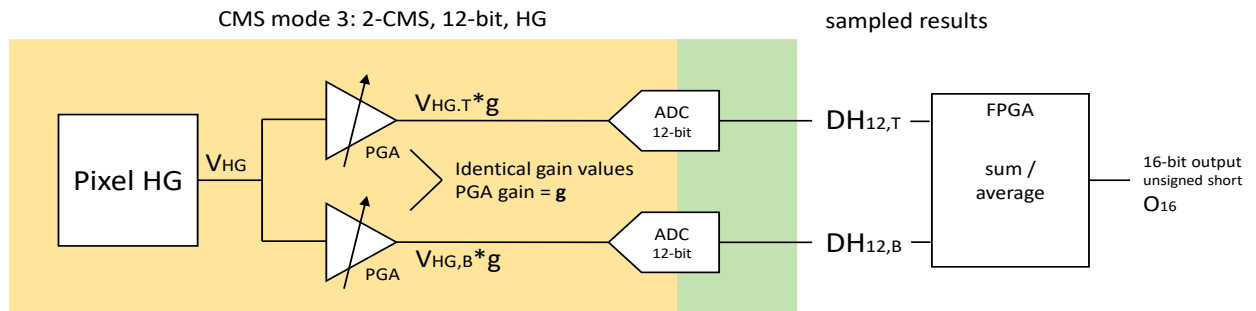 CMS mode 3: 2-CMS, 12-bit, HG
sampled results
Pixel HG
VHG
VHG.T*g
PGA
ADC
12-bit
DH12,T
Identical gain values
PGA gain = g
VHG,B*g
PGA
ADC
12-bit
DH12,B
FPGA
sum /
average
16-bit output
unsigned short
O16